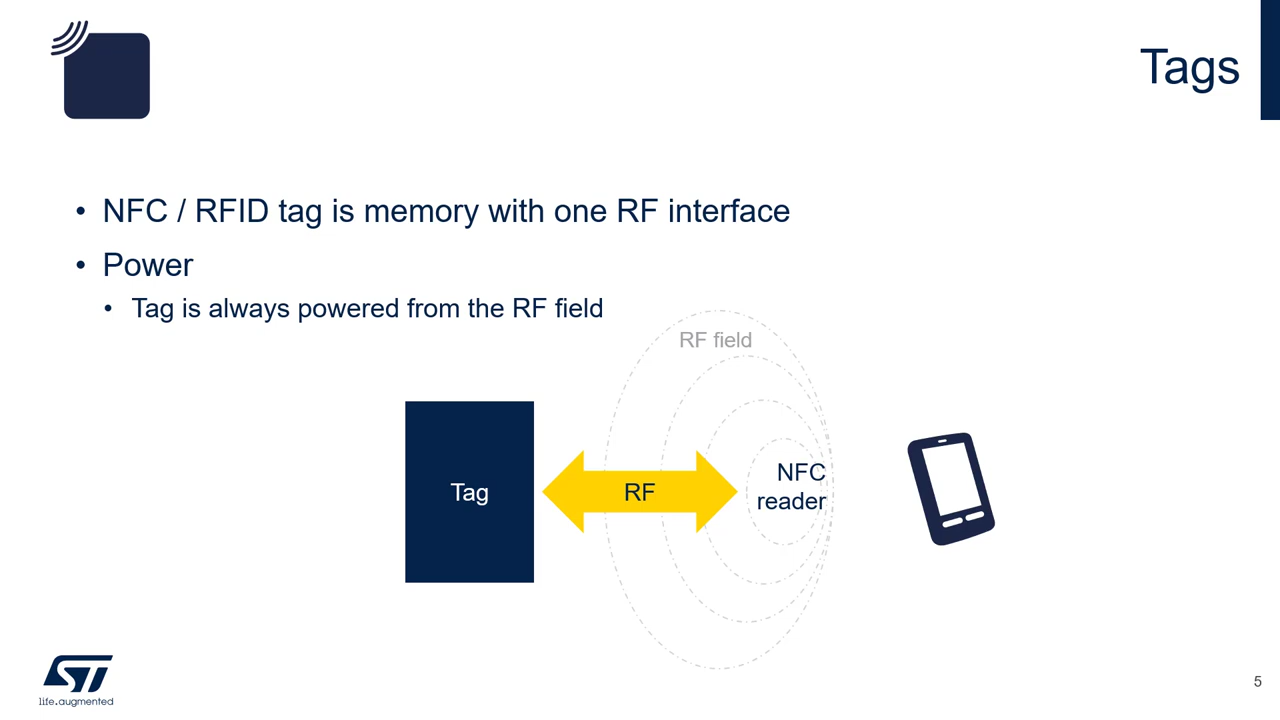 Tags
• NFC / RFID tag is memory with one RF interface
• Power
• Tag is always powered from the RF field
RF field
Tag
RF
NFC
reader
ST
life.augmented
5